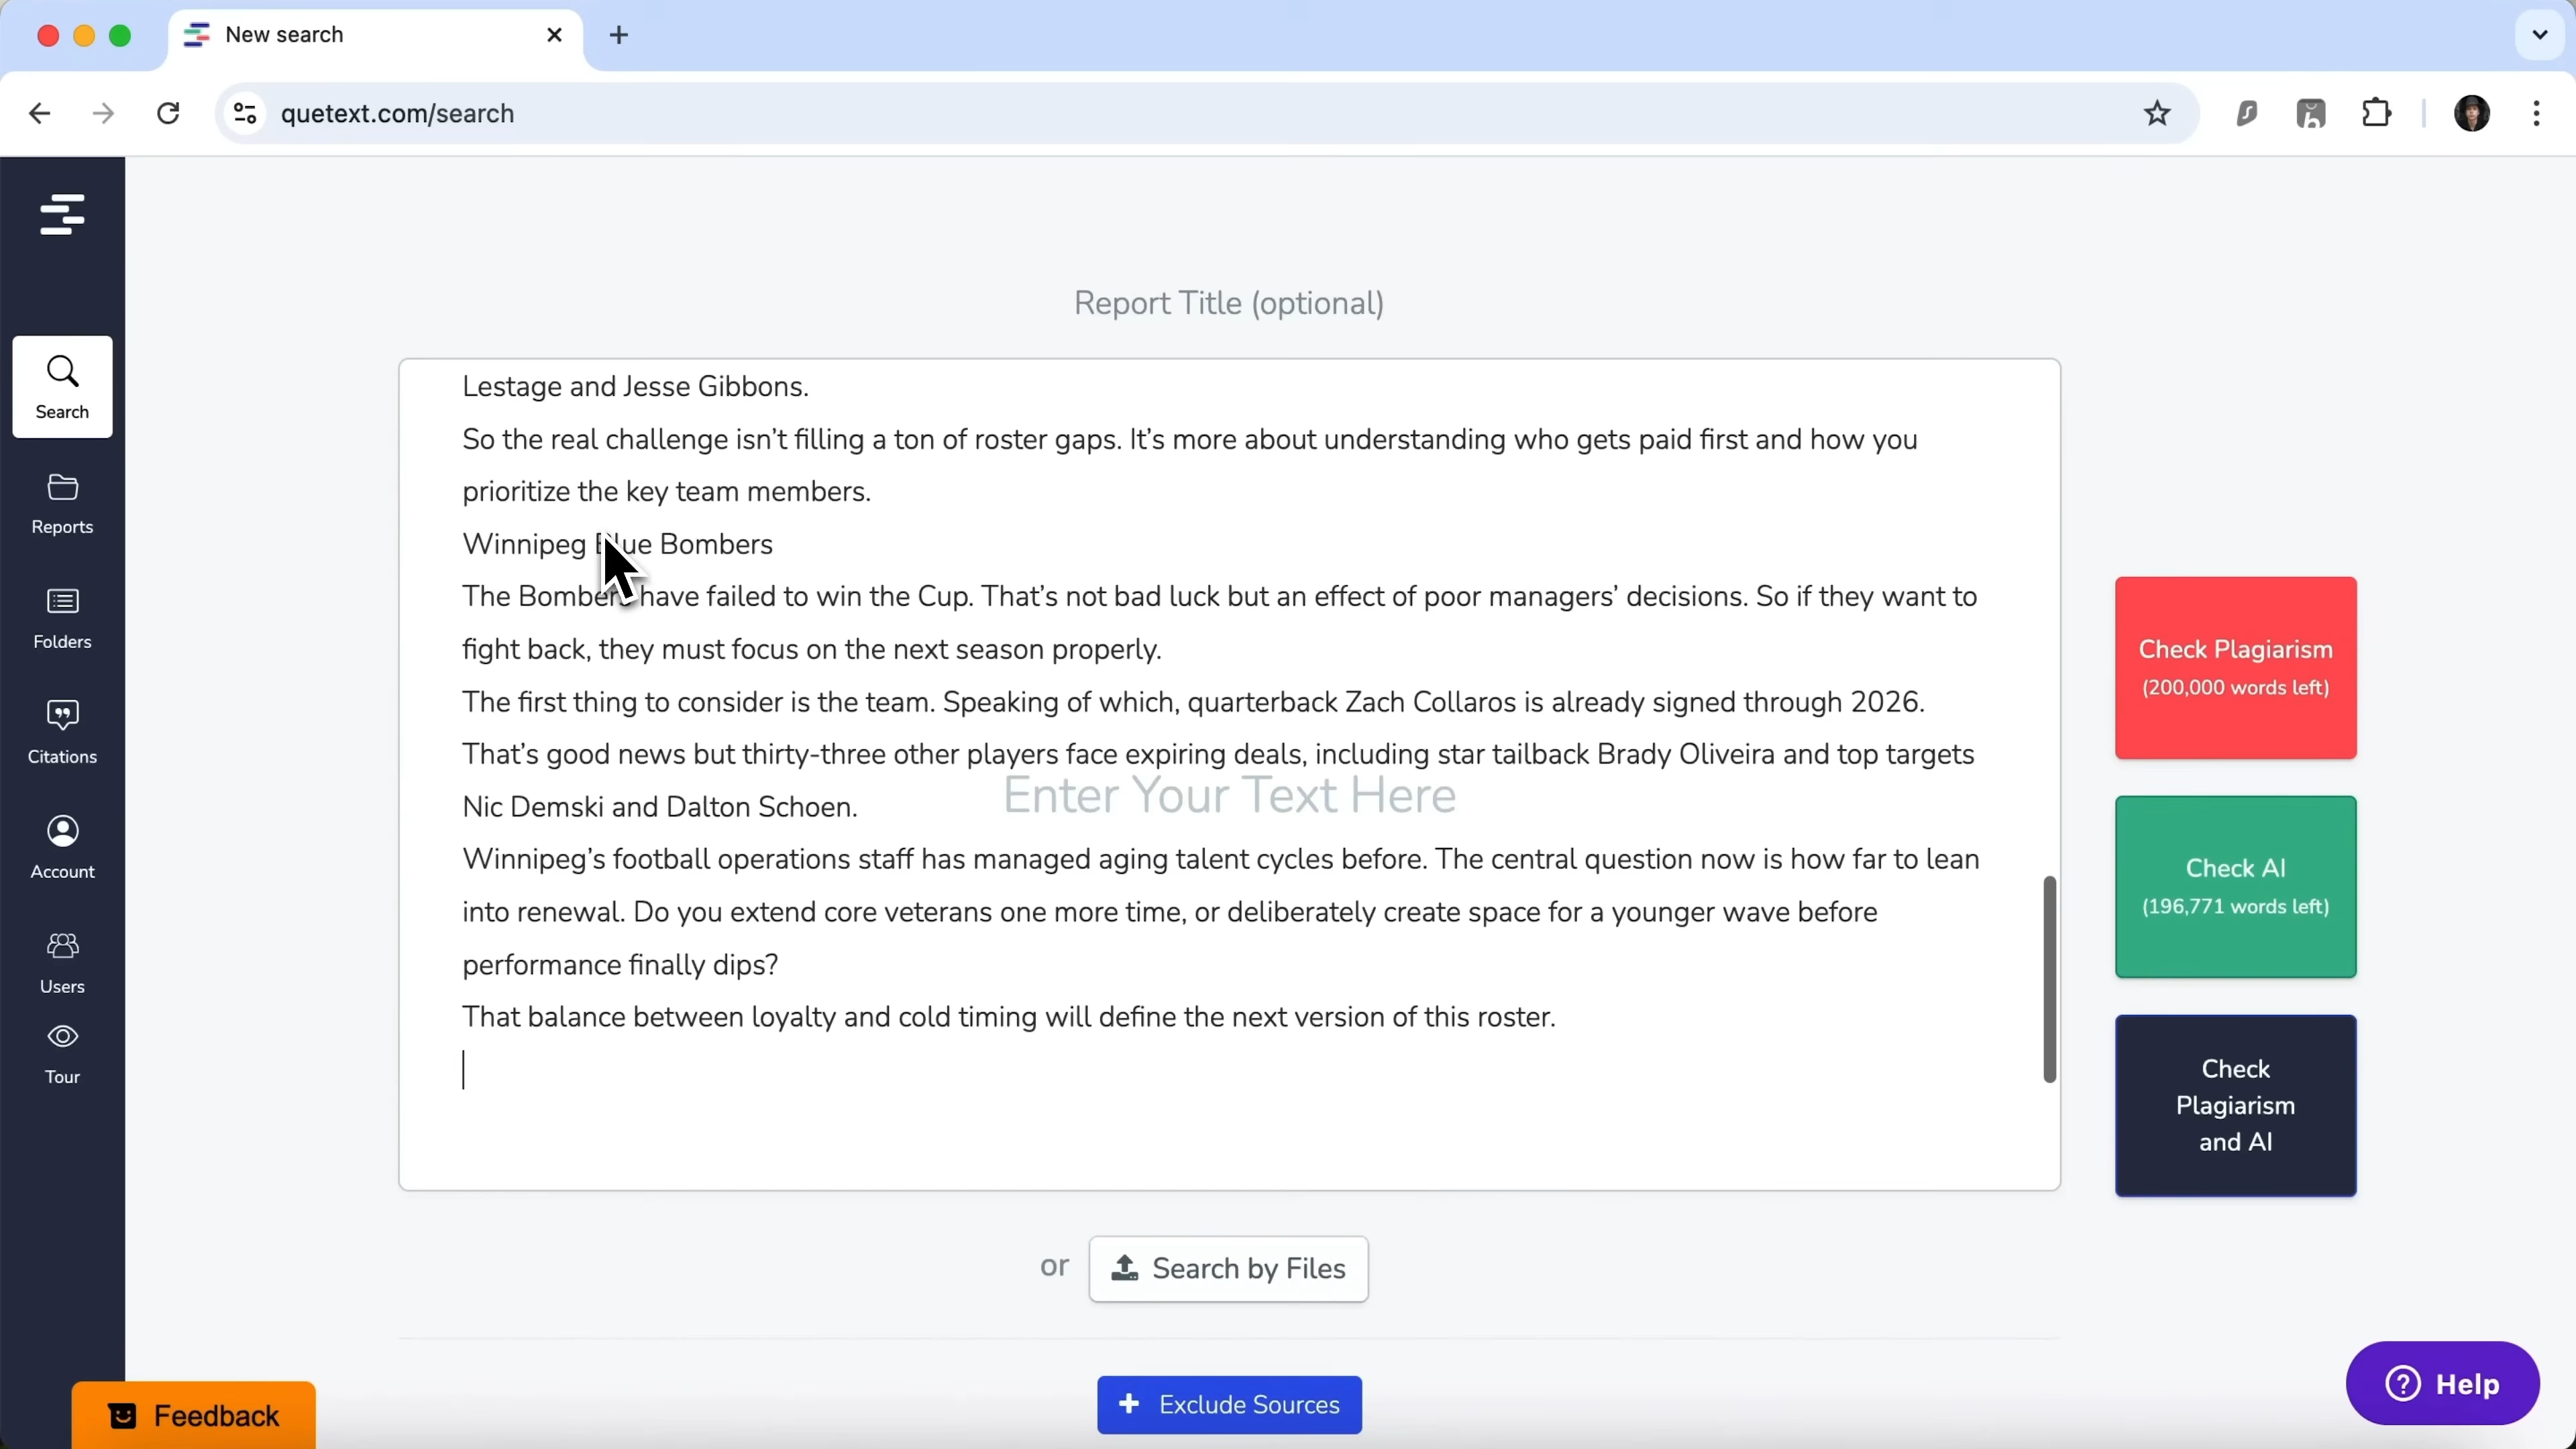 New search
quetext.com/search
Search
Reports
Folders
Citations
Account
Users
Tour
Report Title (optional)
Lestage and Jesse Gibbons.
So the real challenge isn’t filling a ton of roster gaps. It’s more about understanding who gets paid first and how you
prioritize the key team members.
Winnipeg Blue Bombers
The Bombers have failed to win the Cup. That’s not bad luck but an effect of poor managers’ decisions. So if they want to
fight back, they must focus on the next season properly.
The first thing to consider is the team. Speaking of which, quarterback Zach Collaros is already signed through 2026.
That’s good news but thirty-three other players face expiring deals, including star tailback Brady Oliveira and top targets
Enter Your Text Here
Nic Demski and Dalton Schoen.
Winnipeg’s football operations staff has managed aging talent cycles before. The central question now is how far to lean
into renewal. Do you extend core veterans one more time, or deliberately create space for a younger wave before
performance finally dips?
That balance between loyalty and cold timing will define the next version of this roster.
Check Plagiarism
(200,000 words left)
Check AI
(196,771 words left)
Check
Plagiarism
and AI
or
Search by Files
Exclude Sources
Feedback
Help